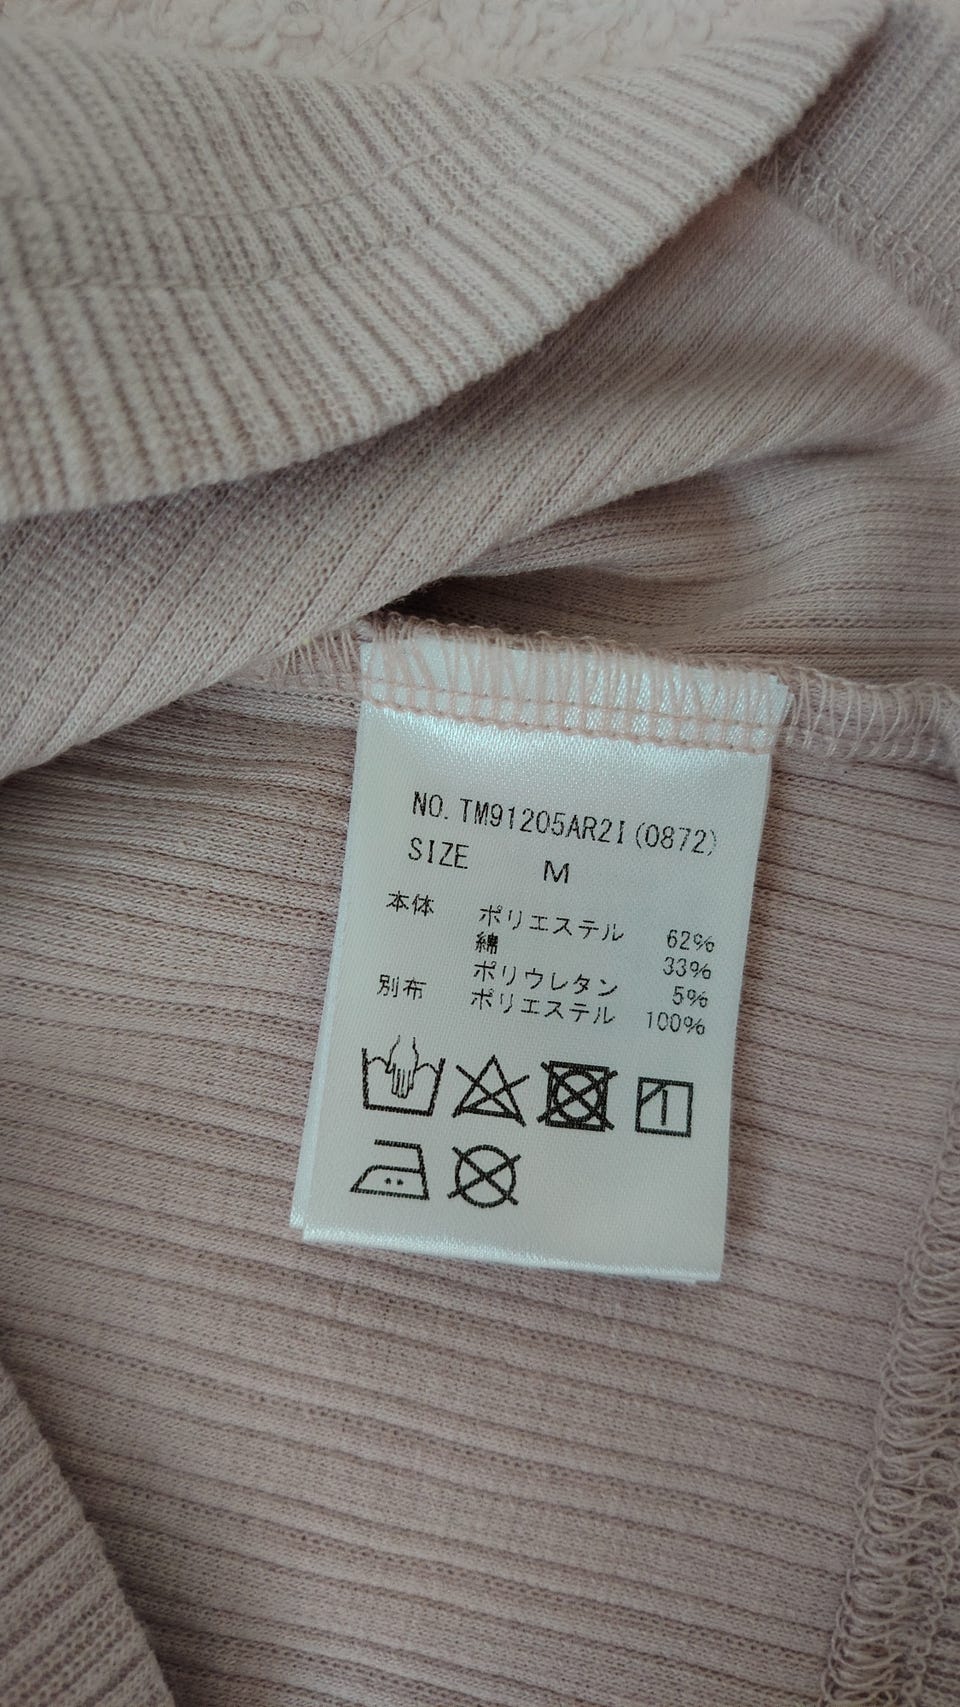 NO. TM91205AR2I(0872)
SIZE M
本体 ポリエステル 62%
綿 33%
ポリウレタン 5%
別布 ポリエステル 100%